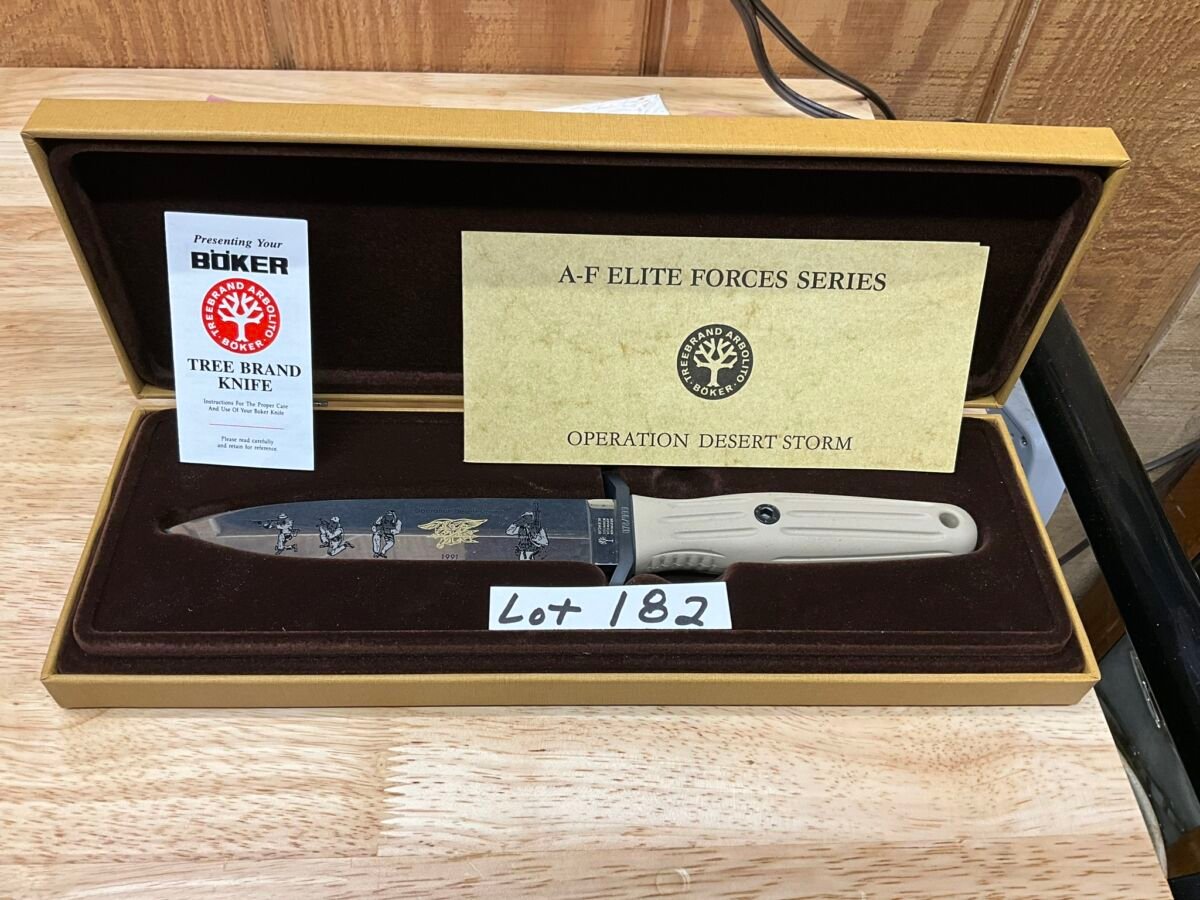 Presenting Your
BÖKER
TREEBRAND ARBOLITO
· BÖKER ·
TREE BRAND
KNIFE
Instructions For The Proper Care
And Use Of Your Boker Knife
Please read carefully
and retain for reference.
A-F ELITE FORCES SERIES
TREEBRAND ARBOLITO
· BÖKER ·
OPERATION DESERT STORM
Operation
1991
Lot 182